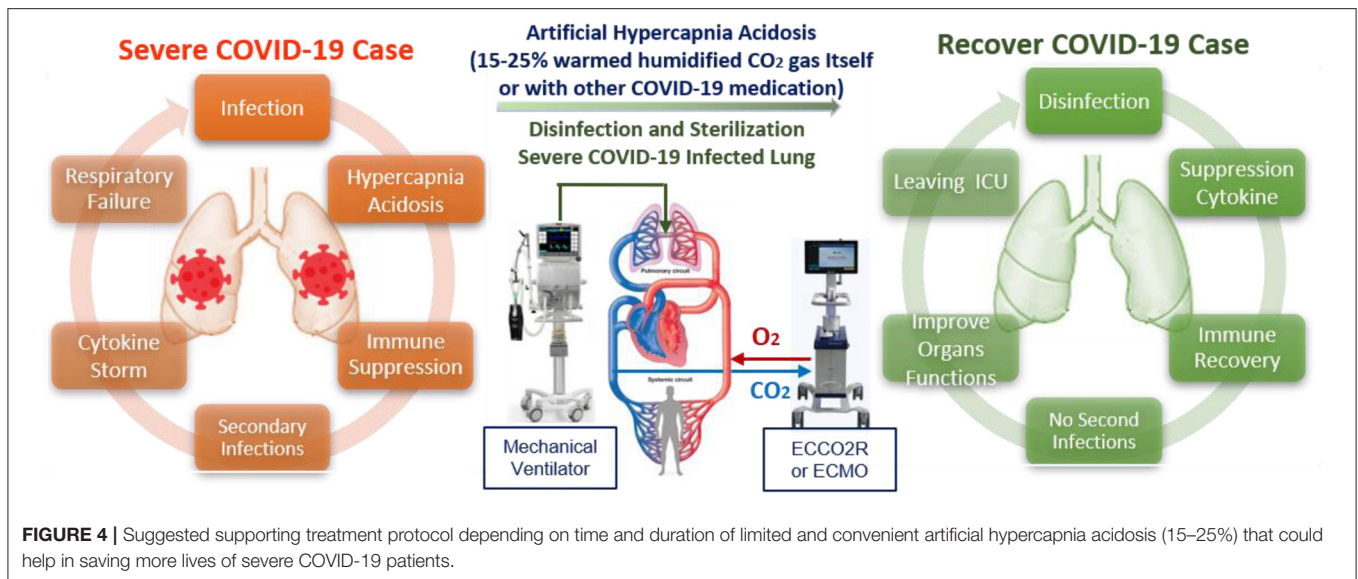 Severe COVID-19 Case
Infection
Hypercapnia
Acidosis
Immune
Suppression
Secondary
Infections
Cytokine
Storm
Respiratory
Failure
Artificial Hypercapnia Acidosis
(15-25% warmed humidified CO2 gas Itself
or with other COVID-19 medication)
Disinfection and Sterilization
Severe COVID-19 Infected Lung
Pulmonary circuit
O2
Systemic circuit
CO2
Mechanical
Ventilator
ECCO2R
or ECMO
Recover COVID-19 Case
Disinfection
Suppression
Cytokine
Immune
Recovery
No Second
Infections
Improve
Organs
Functions
Leaving ICU
FIGURE 4 | Suggested supporting treatment protocol depending on time and duration of limited and convenient artificial hypercapnia acidosis (15–25%) that could
help in saving more lives of severe COVID-19 patients.